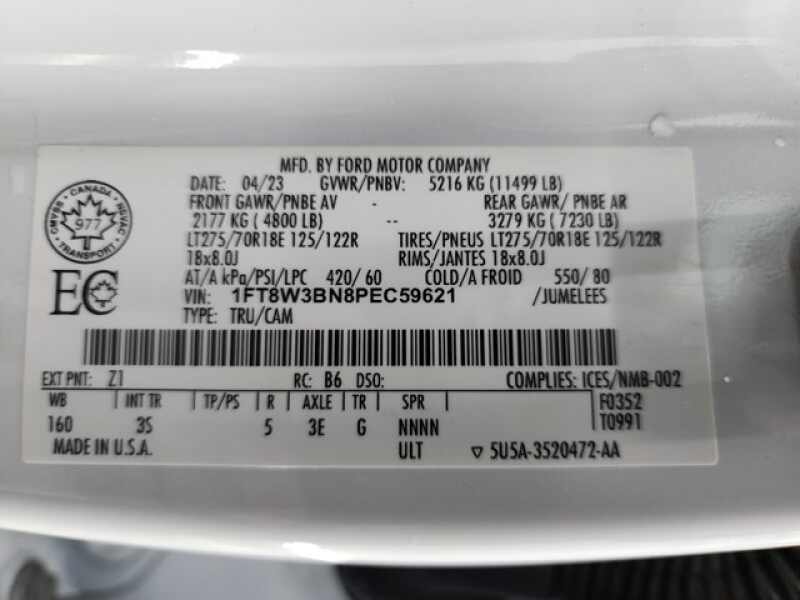 MFD. BY FORD MOTOR COMPANY
DATE: 04/23 GVWR/PNBV: 5216 KG (11499 LB)
FRONT GAWR/PNBE AV - REAR GAWR/ PNBE AR
2177 KG ( 4800 LB) -- 3279 KG ( 7230 LB)
LT275/70R18E 125/122R TIRES/PNEUS LT275/70R18E 125/122R
18x8.0J RIMS/JANTES 18x8.0J
AT/A kPa/PSI/LPC 420/ 60 COLD/A FROID 550/ 80
VIN: 1FT8W3BN8PEC59621 /JUMELEES
TYPE: TRU/CAM
CANADA
CMVSS - NSVAC
977
TRANSPORT
EC
EXT PNT: Z1 RC: B6 DSO: COMPLIES: ICES/NMB-002
WB INT TR TP/PS R AXLE TR SPR F0352
160 3S 5 3E G NNNN T0991
MADE IN U.S.A. ULT ▽ 5U5A-3520472-AA